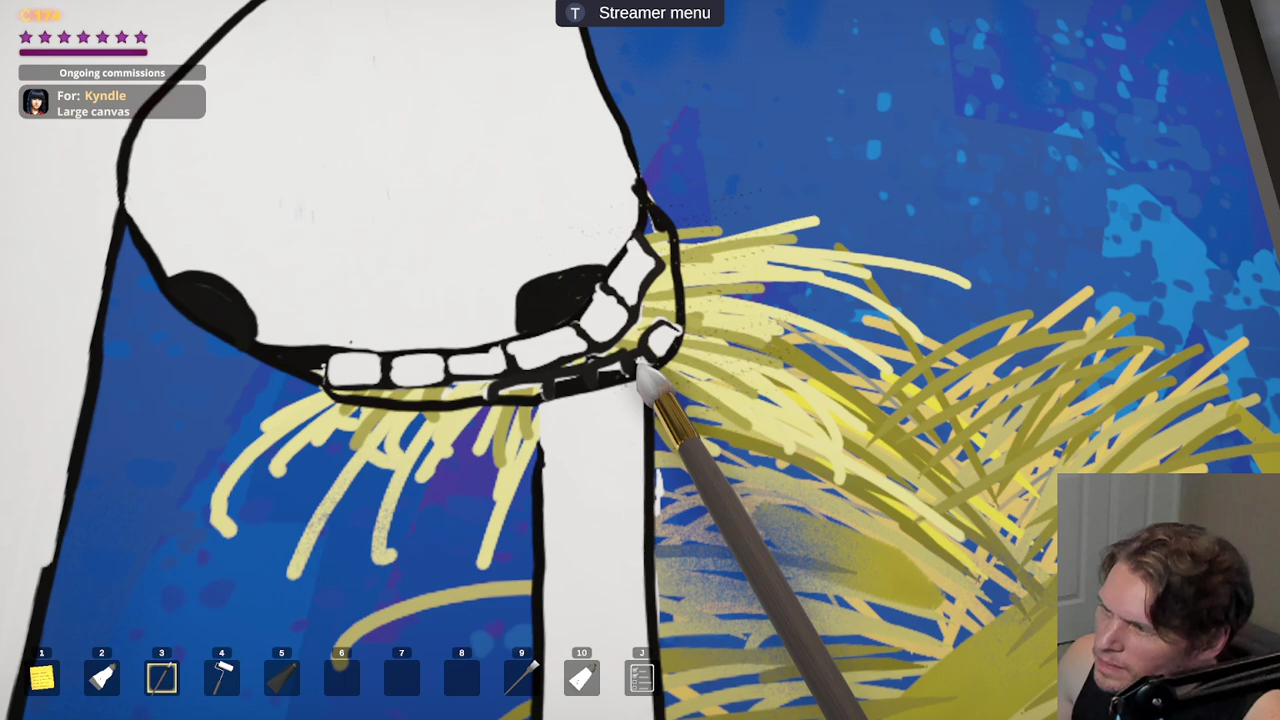 T Streamer menu
Ongoing commissions
For: Kyndle
Large canvas
1 2 3 4 5 6 7 8 9 10 J